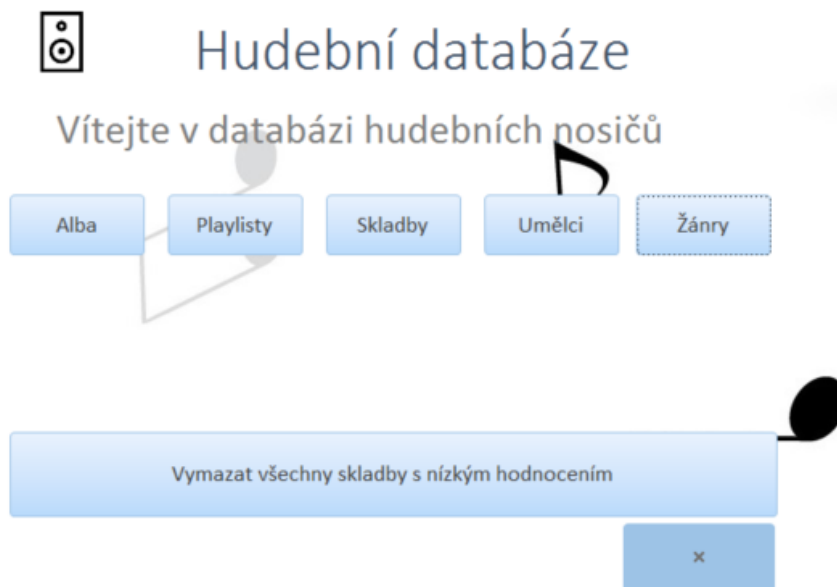 Hudební databáze
Vítejte v databázi hudebních nosičů
Alba Playlisty Skladby Umělci Žánry
Vymazat všechny skladby s nízkým hodnocením
×